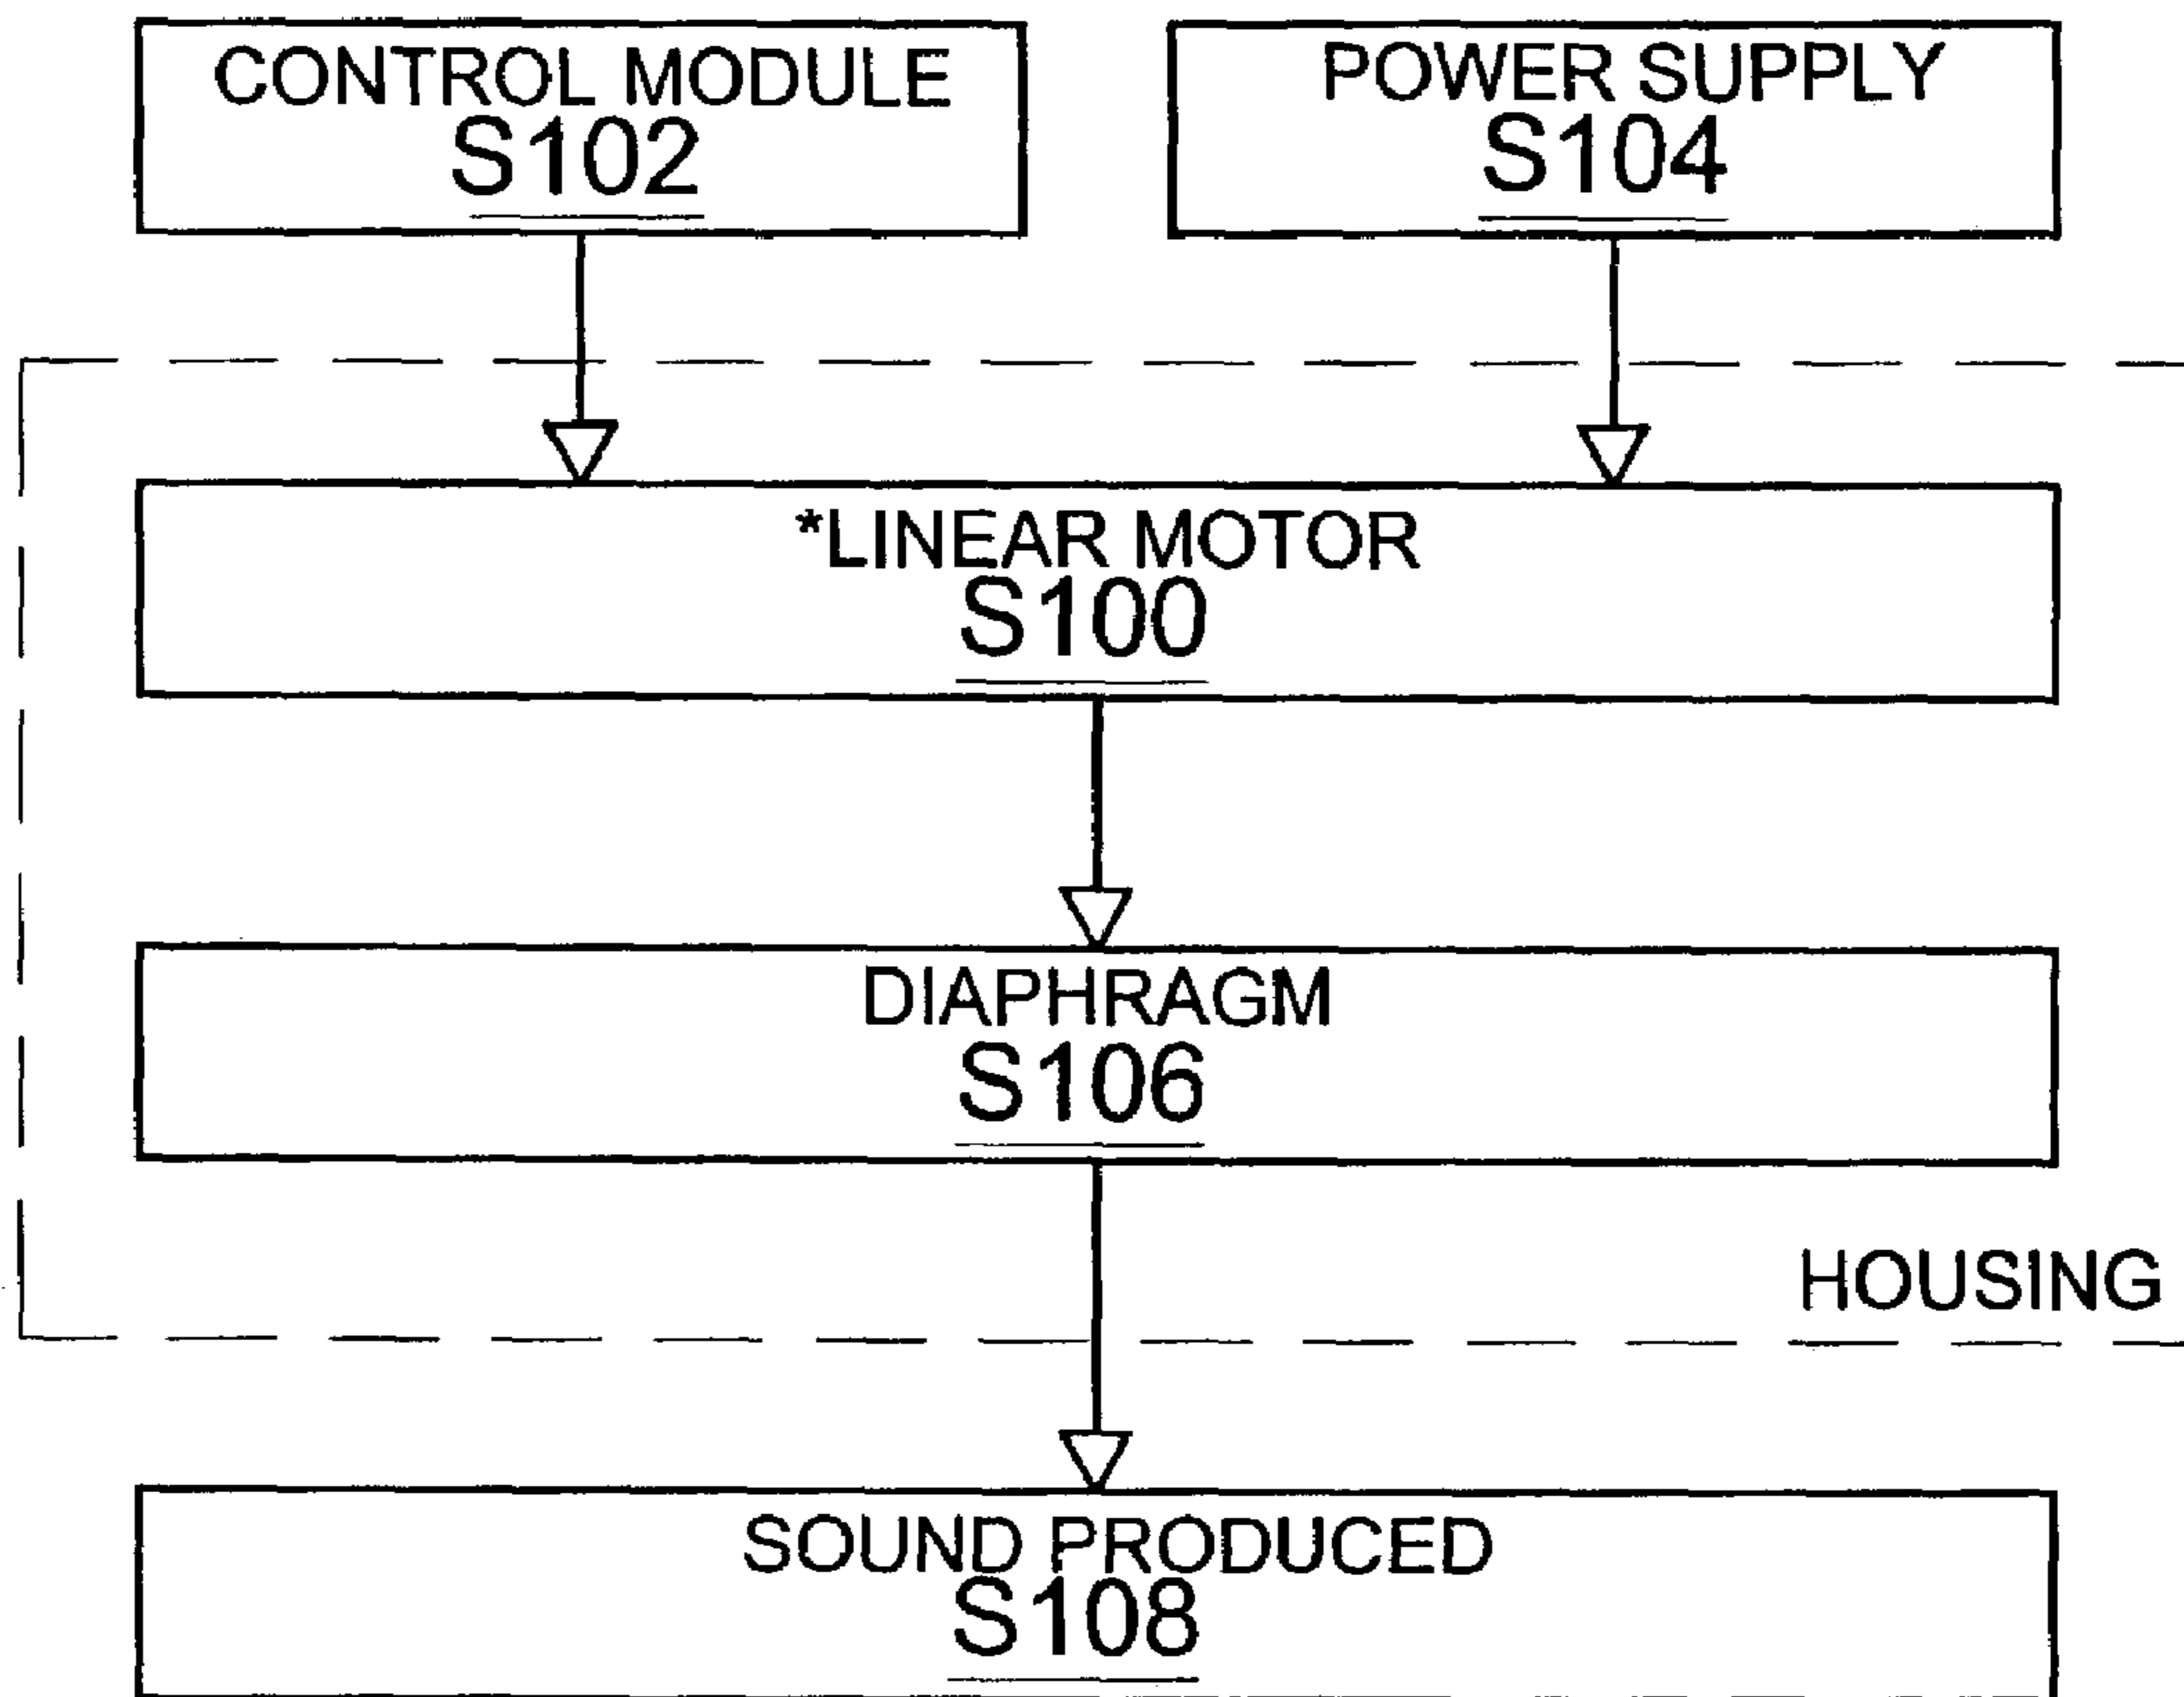 CONTROL MODULE
S102
POWER SUPPLY
S104
*LINEAR MOTOR
S100
DIAPHRAGM
S106
HOUSING
SOUND PRODUCED
S108